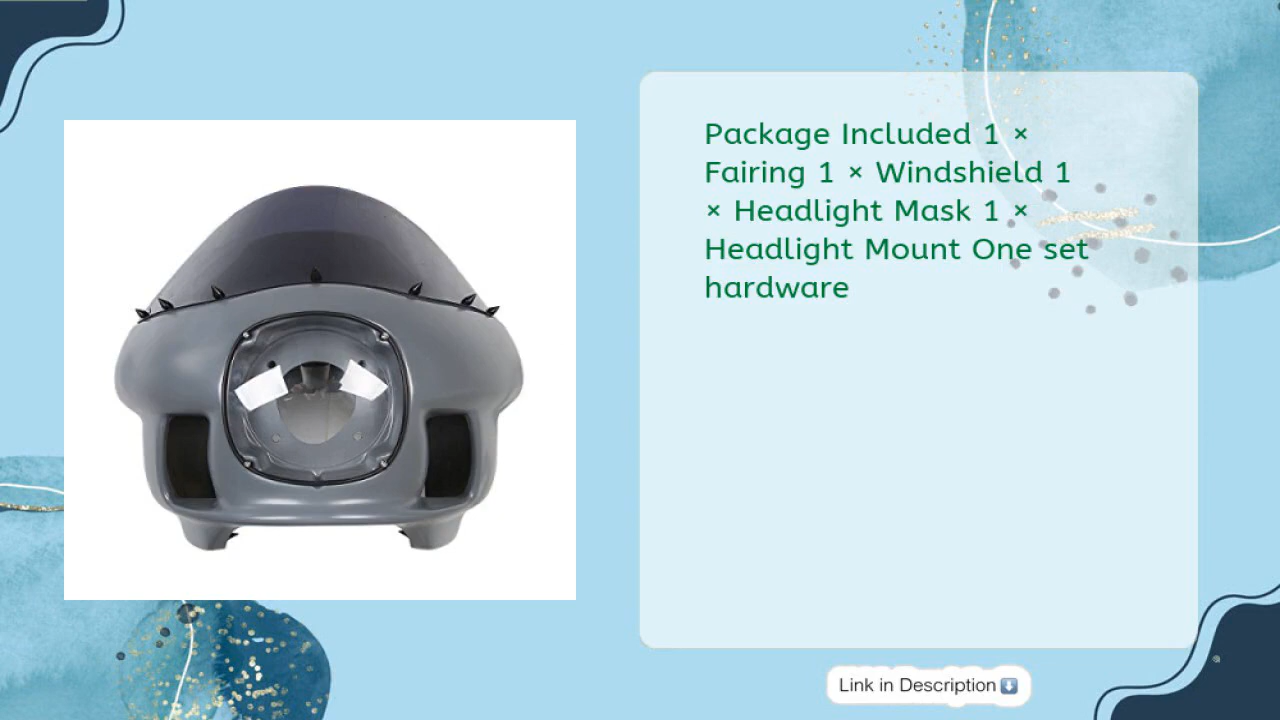 Package Included 1 ×
Fairing 1 × Windshield 1
× Headlight Mask 1 ×
Headlight Mount One set
hardware
Link in Description⬇️